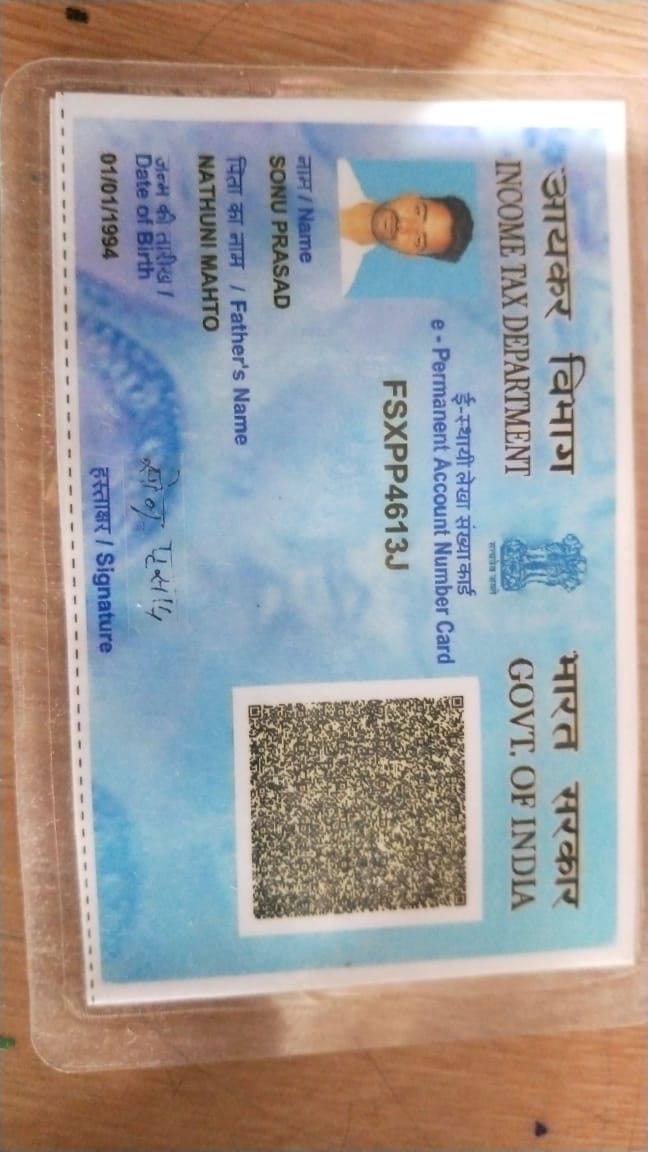 आयकर विभाग
INCOME TAX DEPARTMENT
सत्यमेव जयते
भारत सरकार
GOVT. OF INDIA
ई-स्थायी लेखा संख्या कार्ड
e - Permanent Account Number Card
FSXPP4613J
नाम / Name
SONU PRASAD
पिता का नाम / Father's Name
NATHUNI MAHTO
जन्म की तारीख /
Date of Birth
01/01/1994
सोनु प्रसाद
हस्ताक्षर / Signature